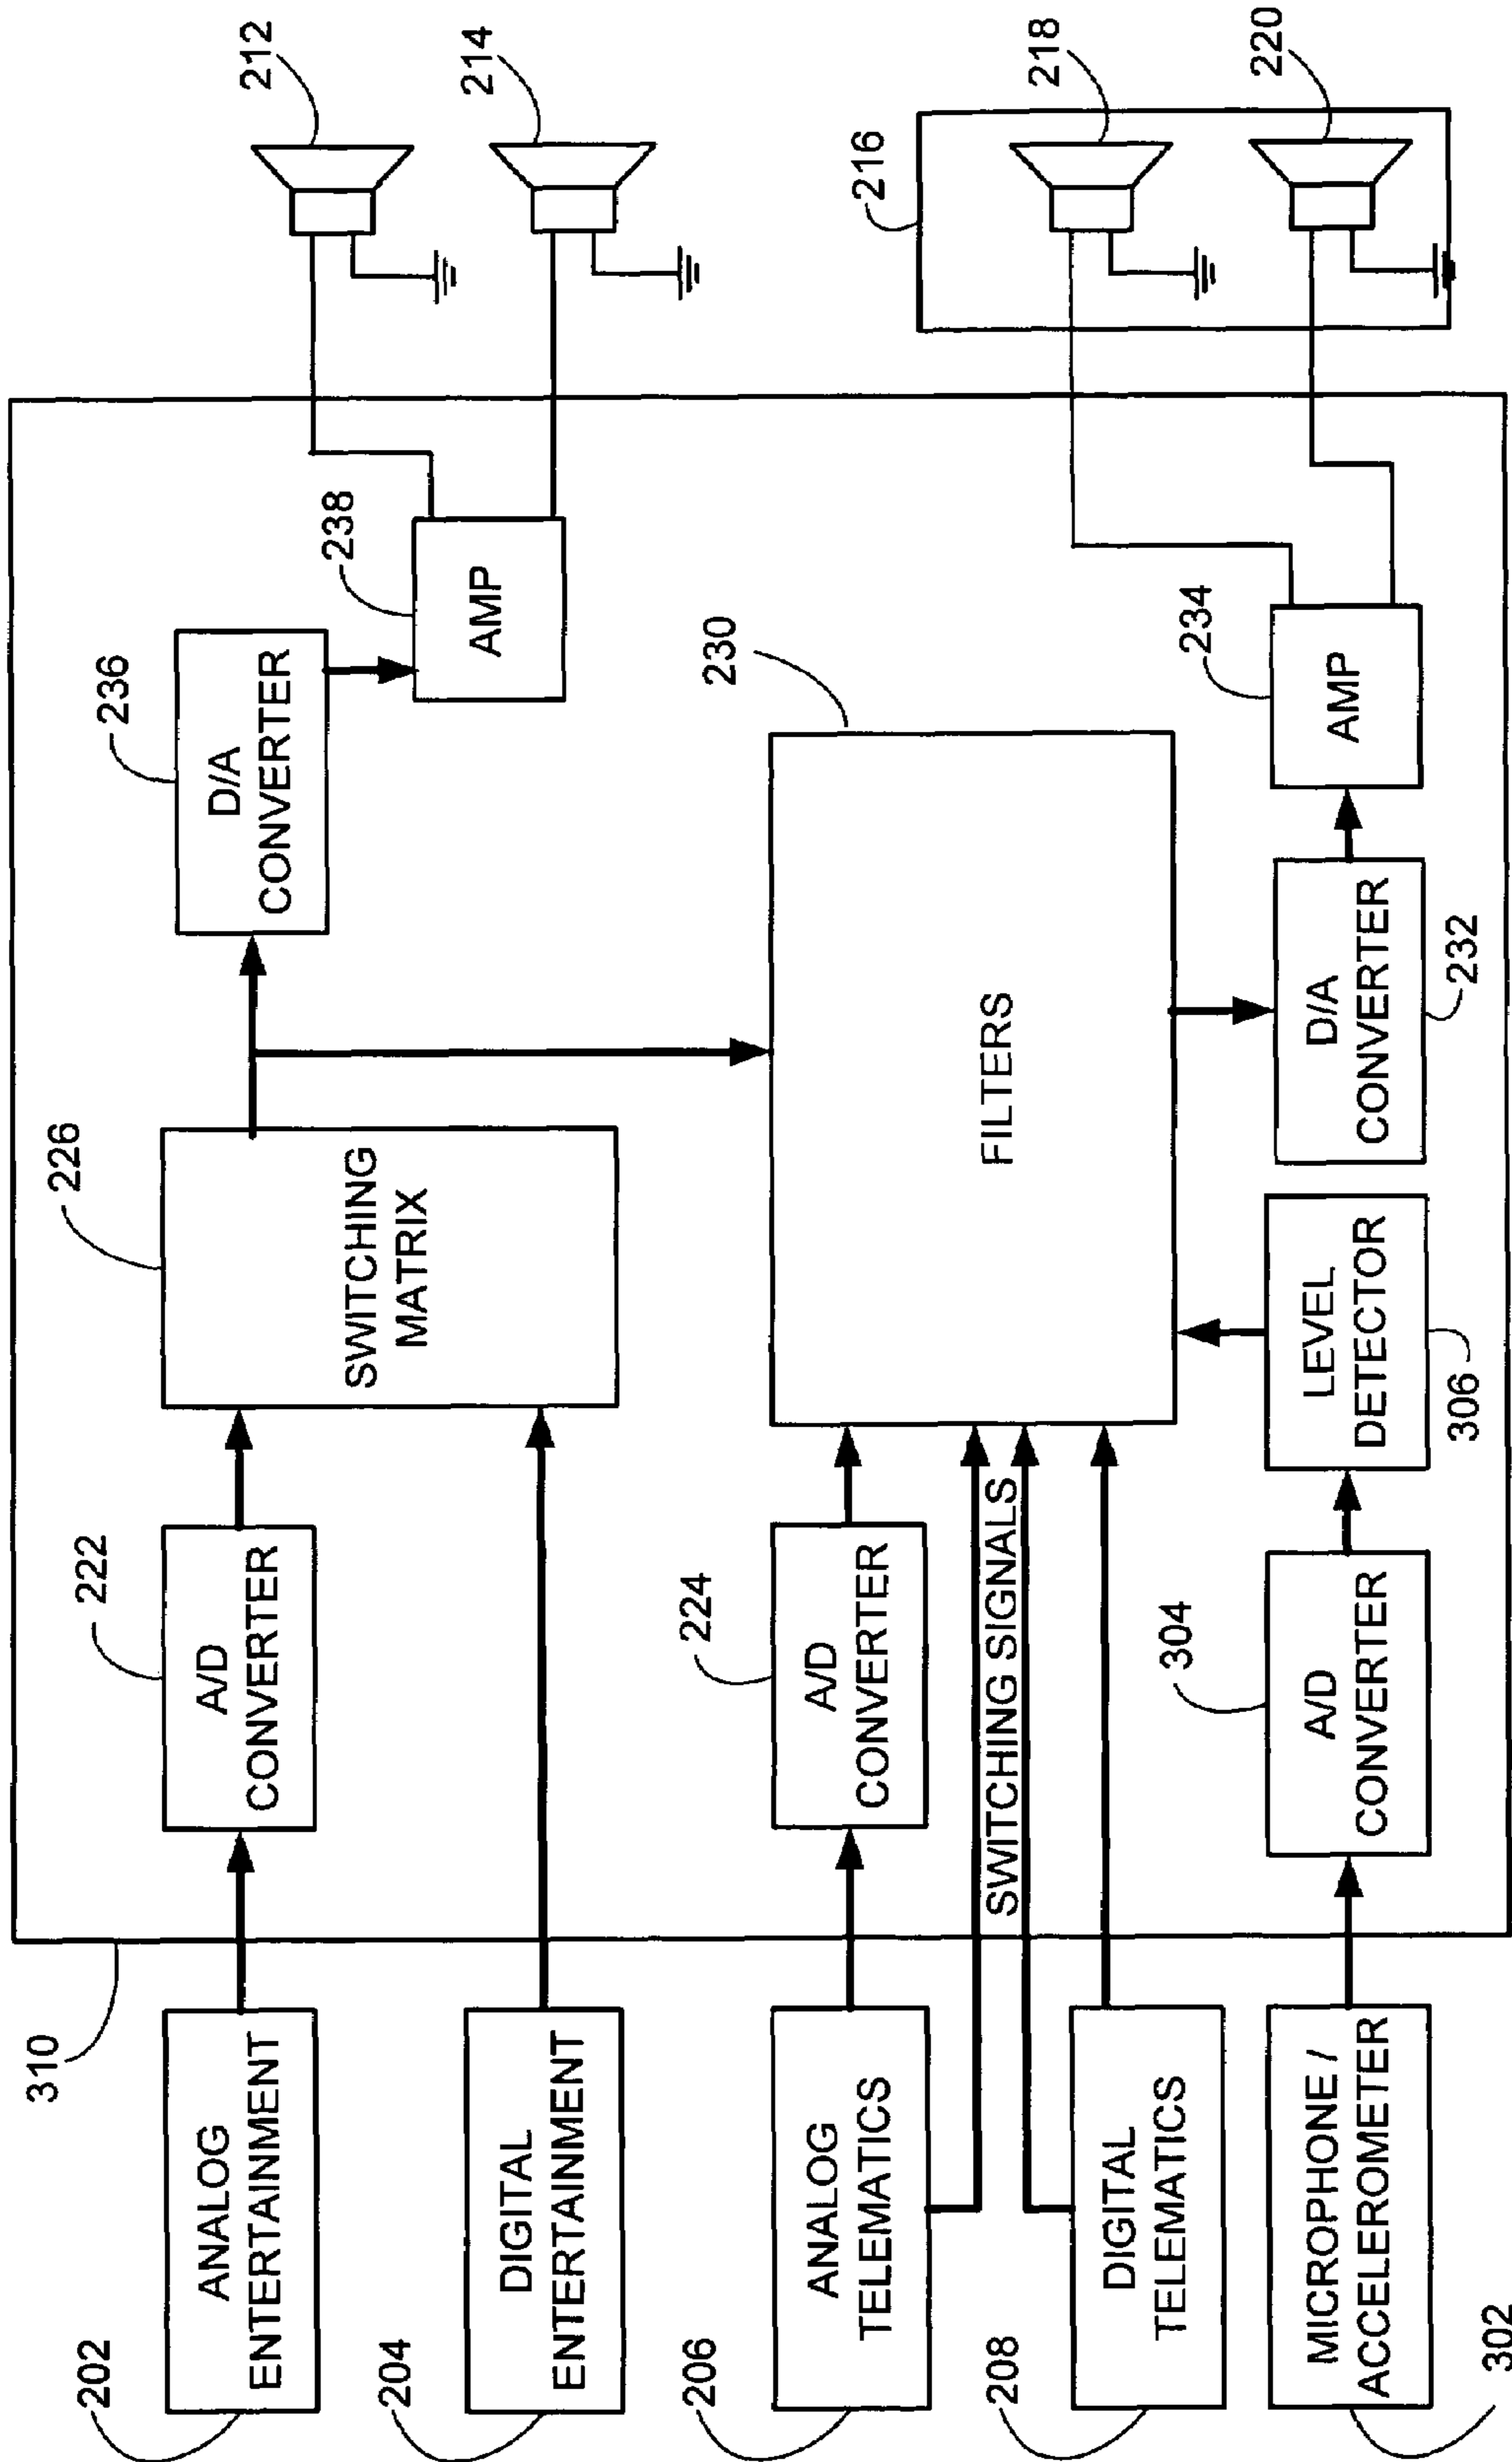 310
202
ANALOG
ENTERTAINMENT
222
A/D
CONVERTER
226
SWITCHING
MATRIX
236
D/A
CONVERTER
238
AMP
212
214
204
DIGITAL
ENTERTAINMENT
206
ANALOG
TELEMATICS
224
A/D
CONVERTER
SWITCHING SIGNALS
FILTERS
230
216
218
220
208
DIGITAL
TELEMATICS
302
MICROPHONE /
ACCELEROMETER
304
A/D
CONVERTER
LEVEL
DETECTOR
306
D/A
CONVERTER
232
234
AMP